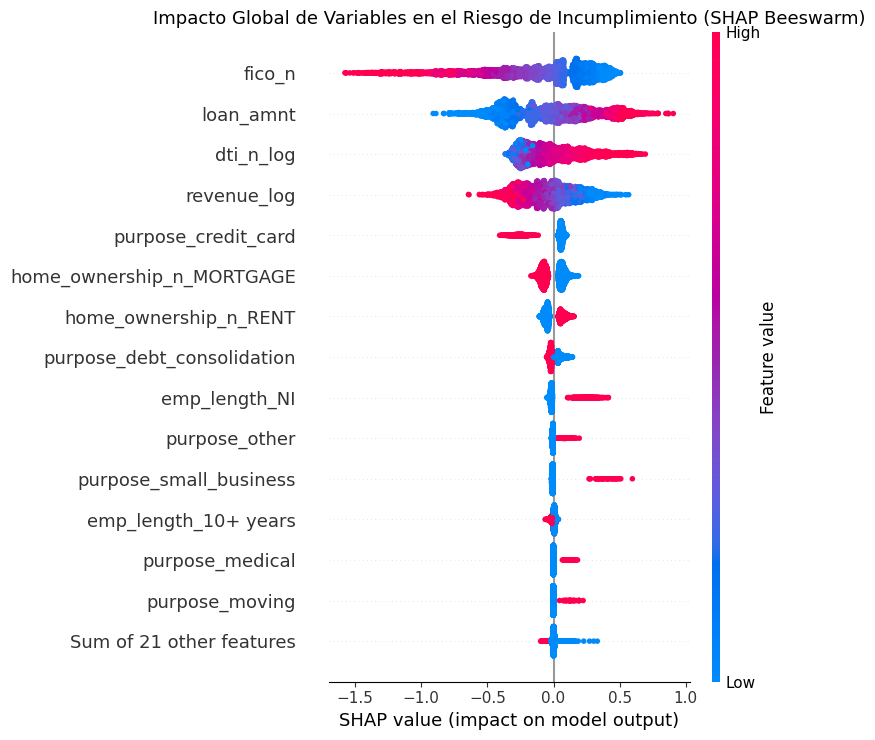 Impacto Global de Variables en el Riesgo de Incumplimiento (SHAP Beeswarm)
High
fico_n
loan_amnt
dti_n_log
revenue_log
purpose_credit_card
home_ownership_n_MORTGAGE
home_ownership_n_RENT
purpose_debt_consolidation
emp_length_NI
purpose_other
purpose_small_business
emp_length_10+ years
purpose_medical
purpose_moving
Sum of 21 other features
Feature value
Low
−1.5 −1.0 −0.5 0.0 0.5 1.0
SHAP value (impact on model output)